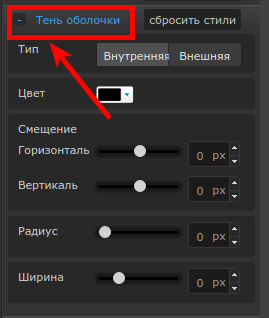 - Тень оболочки сбросить стили
Тип Внутренняя Внешняя
Цвет
Смещение
Горизонталь 0 px
Вертикаль 0 px
Радиус 0 px
Ширина 0 px